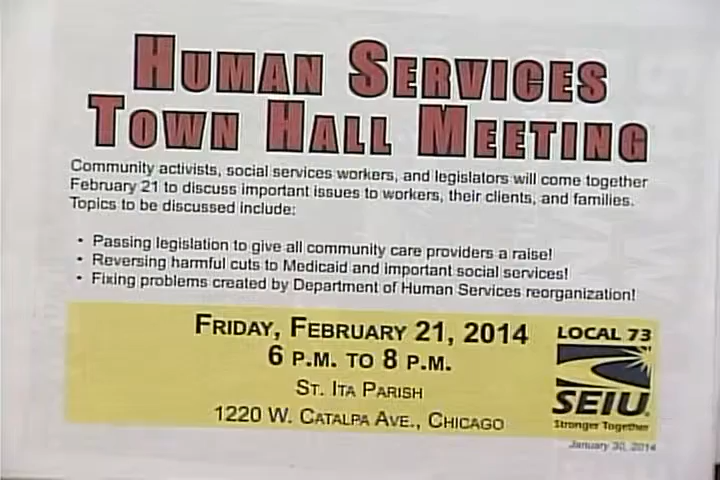 HUMAN SERVICES
TOWN HALL MEETING
Community activists, social services workers, and legislators will come together
February 21 to discuss important issues to workers, their clients, and families.
Topics to be discussed include:
• Passing legislation to give all community care providers a raise!
• Reversing harmful cuts to Medicaid and important social services!
• Fixing problems created by Department of Human Services reorganization!
FRIDAY, FEBRUARY 21, 2014
6 P.M. TO 8 P.M.
ST. ITA PARISH
1220 W. CATALPA AVE., CHICAGO
LOCAL 73
SEIU
Stronger Together
January 30, 2014